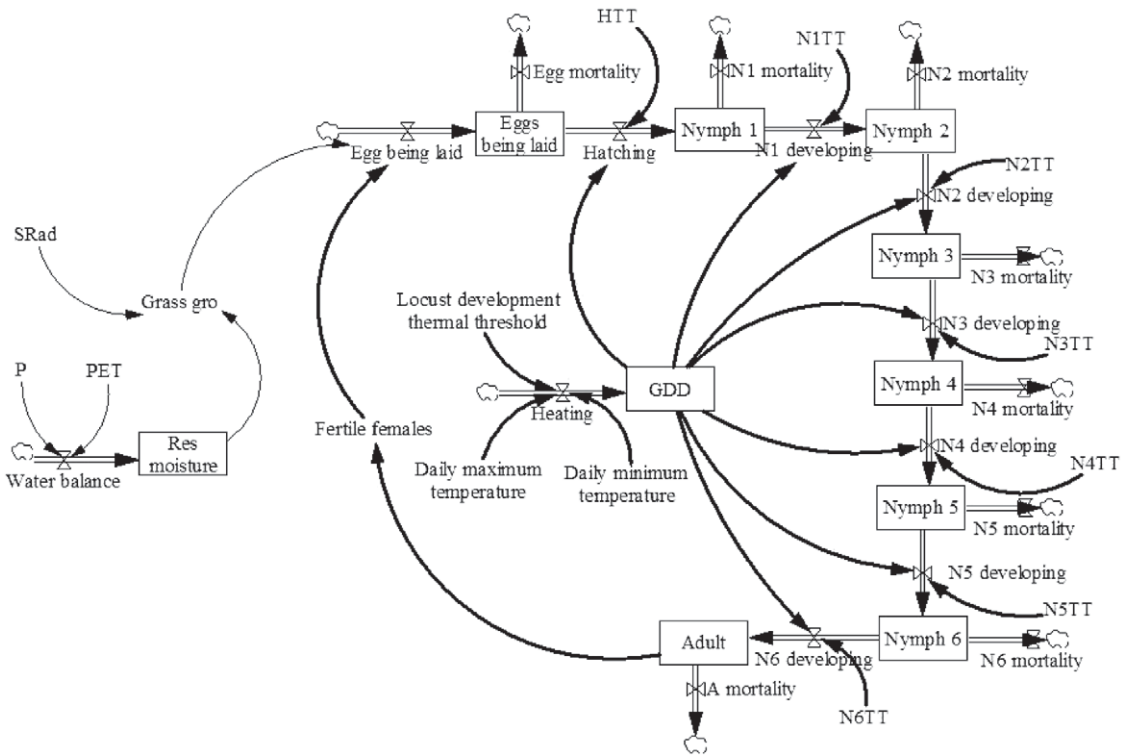 HTT
N1TT
Egg mortality
N1 mortality
N2 mortality
Eggs
being laid
Nymph 1
Nymph 2
Egg being laid
Hatching
N1 developing
N2TT
N2 developing
SRad
Nymph 3
N3 mortality
Grass gro
Locust development
thermal threshold
N3 developing
N3TT
P
PET
GDD
Nymph 4
Heating
N4 mortality
Fertile females
Res
moisture
N4 developing
Water balance
Daily maximum
temperature
Daily minimum
temperature
N4TT
Nymph 5
N5 mortality
N5 developing
N5TT
Adult
Nymph 6
N6 developing
N6 mortality
A mortality
N6TT